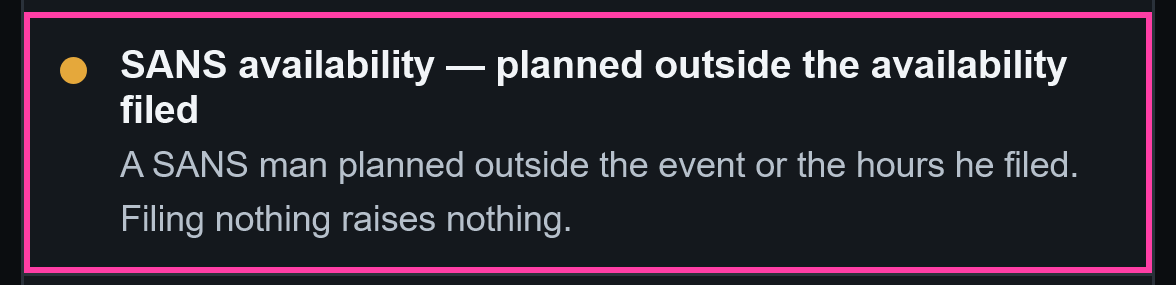 SANS availability — planned outside the availability
filed
A SANS man planned outside the event or the hours he filed.
Filing nothing raises nothing.